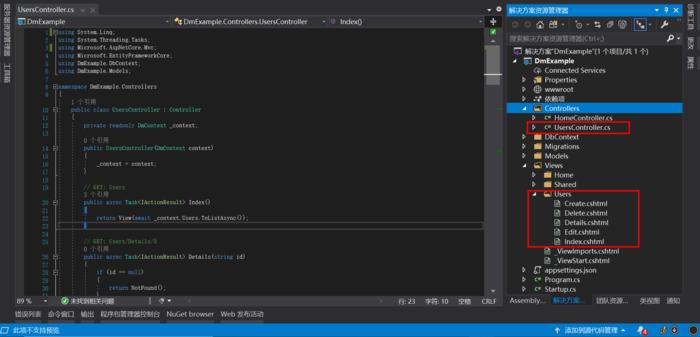 UsersController.cs
DmExample
DmExample.Controllers.UsersController
Index()
1 using System.Linq;
2 using System.Threading.Tasks;
3 using Microsoft.AspNetCore.Mvc;
4 using Microsoft.EntityFrameworkCore;
5 using DmExample.DbContext;
6 using DmExample.Models;
7
8 namespace DmExample.Controllers
9 {
1 个引用
10 public class UsersController : Controller
11 {
12 private readonly DmContext _context;
13
0 个引用
14 public UsersController(DmContext context)
15 {
16 _context = context;
17 }
18
19 // GET: Users
3 个引用
20 public async Task<IActionResult> Index()
21 {
22 return View(await _context.Users.ToListAsync());
23 }
24
25 // GET: Users/Details/5
0 个引用
26 public async Task<IActionResult> Details(string id)
27 {
28 if (id == null)
29 {
30 return NotFound();
31 }
89 %
未找到相关问题
行: 23 字符: 10 空格 CRLF
错误列表 命令窗口 输出 程序包管理器控制台 NuGet browser Web 发布活动
此项不支持预览
添加到源代码管理
4
服务器资源管理器
工具箱
解决方案资源管理器
搜索解决方案资源管理器(Ctrl+;)
解决方案"DmExample"(1 个项目/共 1 个)
DmExample
Connected Services
Properties
wwwroot
依赖项
Controllers
HomeController.cs
UsersController.cs
DbContext
Migrations
Models
Views
Home
Shared
Users
Create.cshtml
Delete.cshtml
Details.cshtml
Edit.cshtml
Index.cshtml
_ViewImports.cshtml
_ViewStart.cshtml
appsettings.json
Program.cs
Startup.cs
Assembly...
解决方案...
团队资源...
类视图
通知
诊断工具
更改
属性